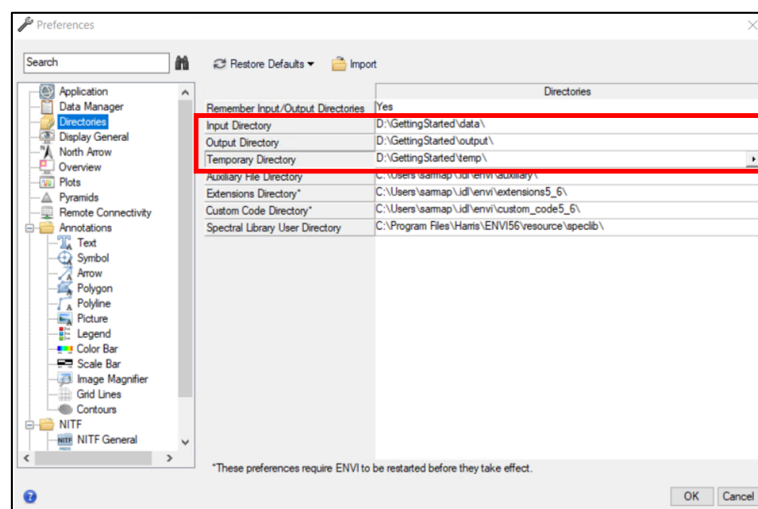 Preferences
Search
Restore Defaults
Import
Application
Data Manager
Directories
Display General
North Arrow
Overview
Plots
Pyramids
Remote Connectivity
Annotations
Text
Symbol
Arrow
Polygon
Polyline
Picture
Legend
Color Bar
Scale Bar
Image Magnifier
Grid Lines
Contours
NITF
NITF General
Directories
Remember Input/Output Directories Yes
Input Directory D:\GettingStarted\data\
Output Directory D:\GettingStarted\output\
Temporary Directory D:\GettingStarted\temp\
Auxiliary File Directory C:\Users\sarmap\.idl\envi\auxiliary\
Extensions Directory* C:\Users\sarmap\.idl\envi\extensions5_6\
Custom Code Directory* C:\Users\sarmap\.idl\envi\custom_code5_6\
Spectral Library User Directory C:\Program Files\Harris\ENVI56\resource\speclib\
*These preferences require ENVI to be restarted before they take effect.
OK Cancel